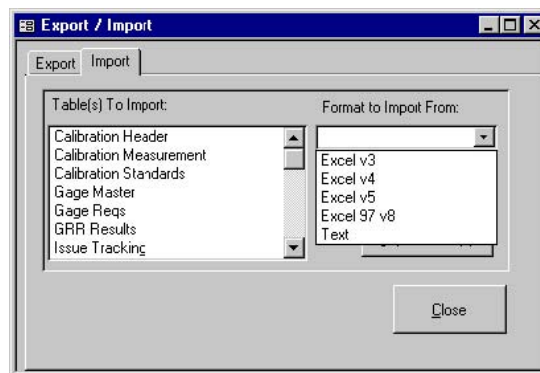 Export / Import
Export
Import
Table(s) To Import:
Calibration Header
Calibration Measurement
Calibration Standards
Gage Master
Gage Reqs
GRR Results
Issue Tracking
Format to Import From:
Excel v3
Excel v4
Excel v5
Excel 97 v8
Text
Close